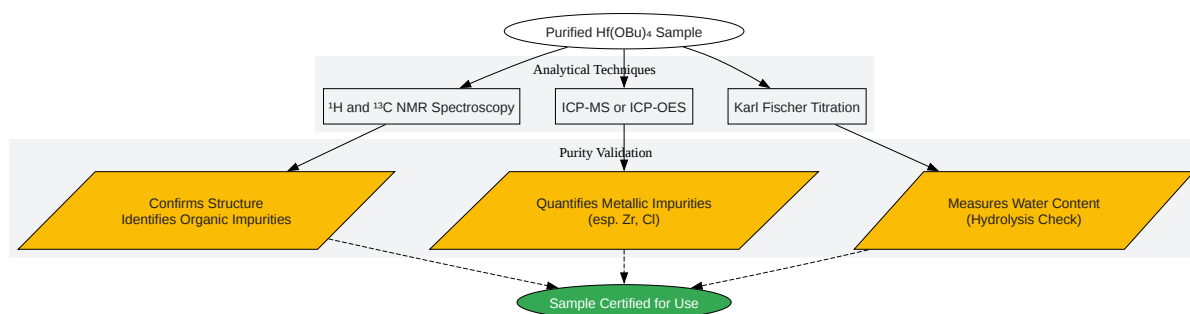 Purified Hf(OBu)₄ Sample
Analytical Techniques
¹H and ¹³C NMR Spectroscopy
ICP-MS or ICP-OES
Karl Fischer Titration
Purity Validation
Confirms Structure
Identifies Organic Impurities
Quantifies Metallic Impurities
(esp. Zr, Cl)
Measures Water Content
(Hydrolysis Check)
Sample Certified for Use